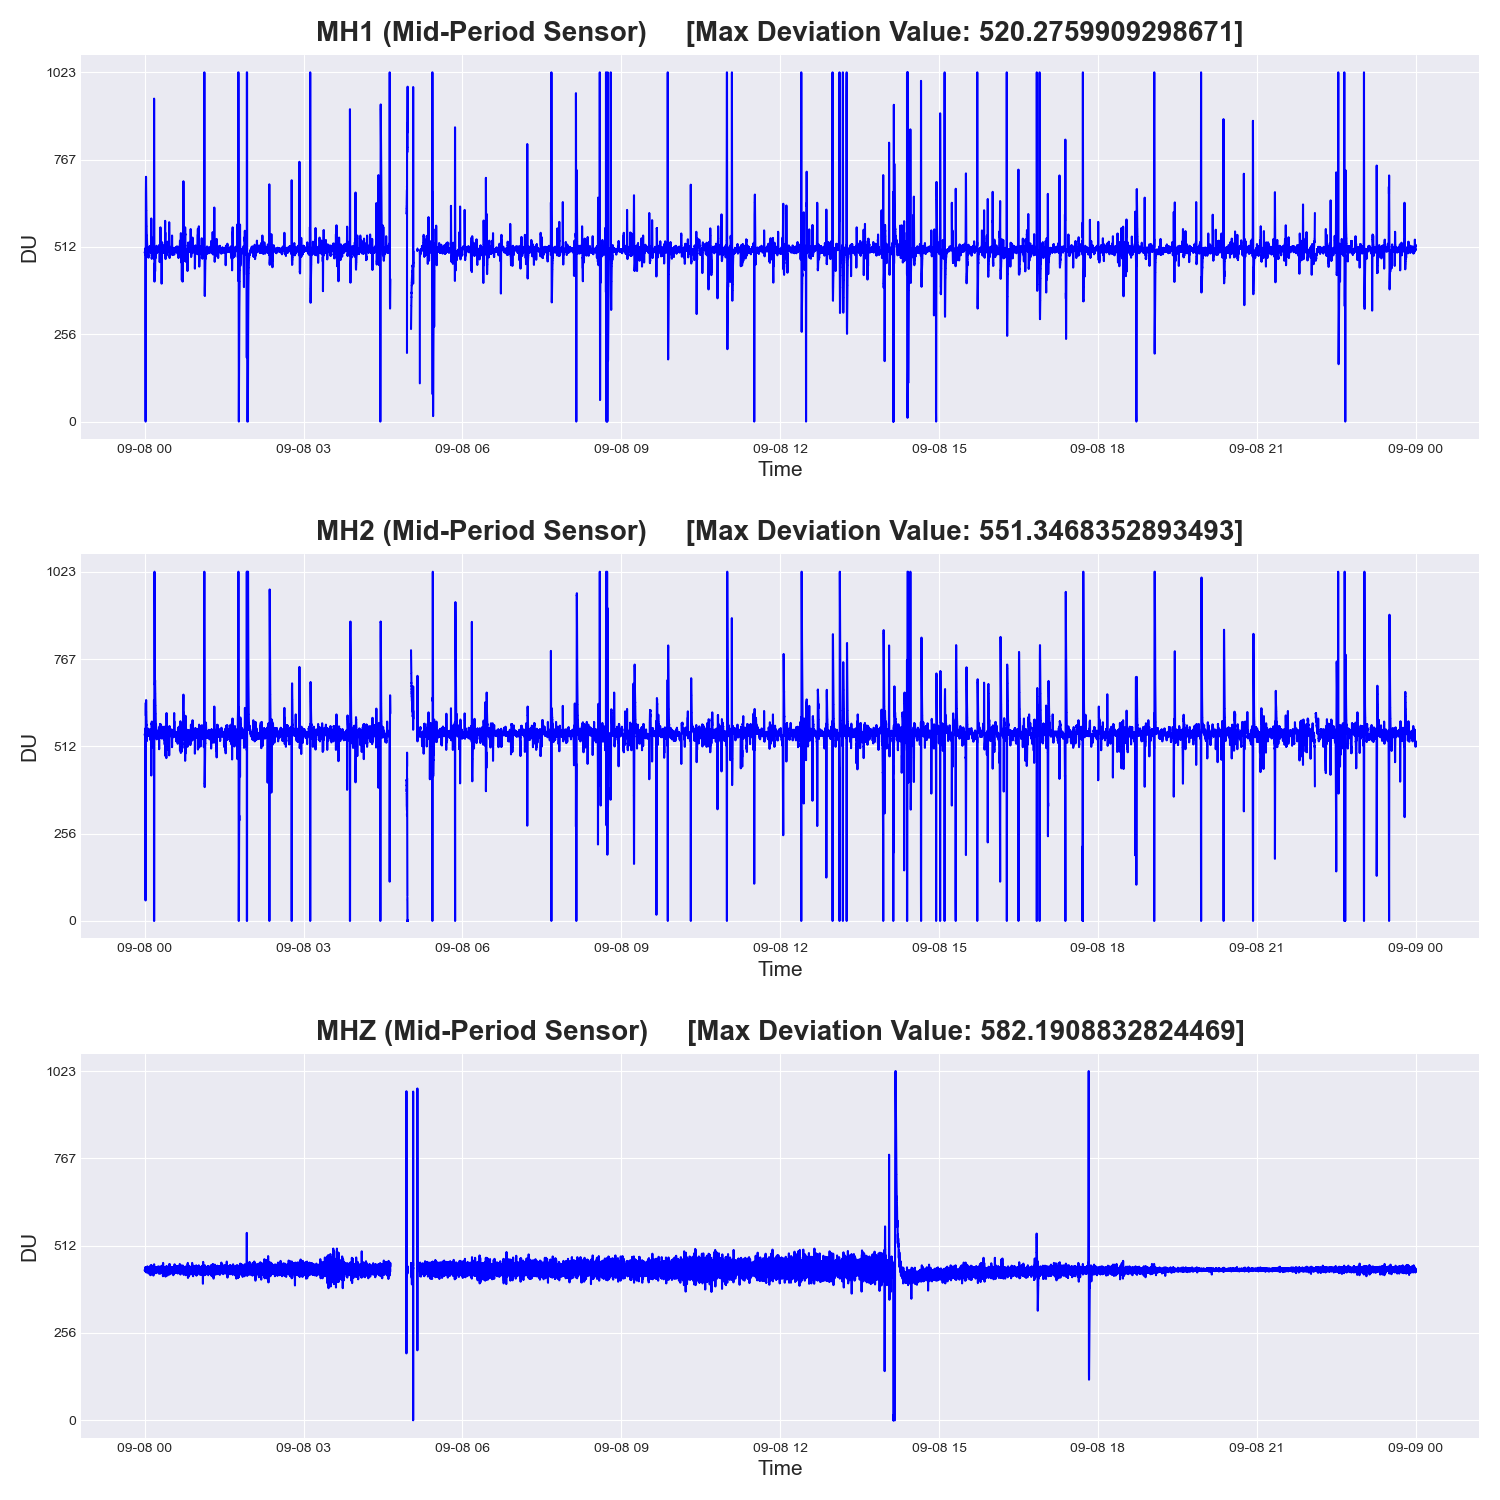 MH1 (Mid-Period Sensor) [Max Deviation Value: 520.2759909298671]
1023
767
512
256
0
DU
09-08 00 09-08 03 09-08 06 09-08 09 09-08 12 09-08 15 09-08 18 09-08 21 09-09 00
Time
MH2 (Mid-Period Sensor) [Max Deviation Value: 551.3468352893493]
1023
767
512
256
0
DU
09-08 00 09-08 03 09-08 06 09-08 09 09-08 12 09-08 15 09-08 18 09-08 21 09-09 00
Time
MHZ (Mid-Period Sensor) [Max Deviation Value: 582.1908832824469]
1023
767
512
256
0
DU
09-08 00 09-08 03 09-08 06 09-08 09 09-08 12 09-08 15 09-08 18 09-08 21 09-09 00
Time